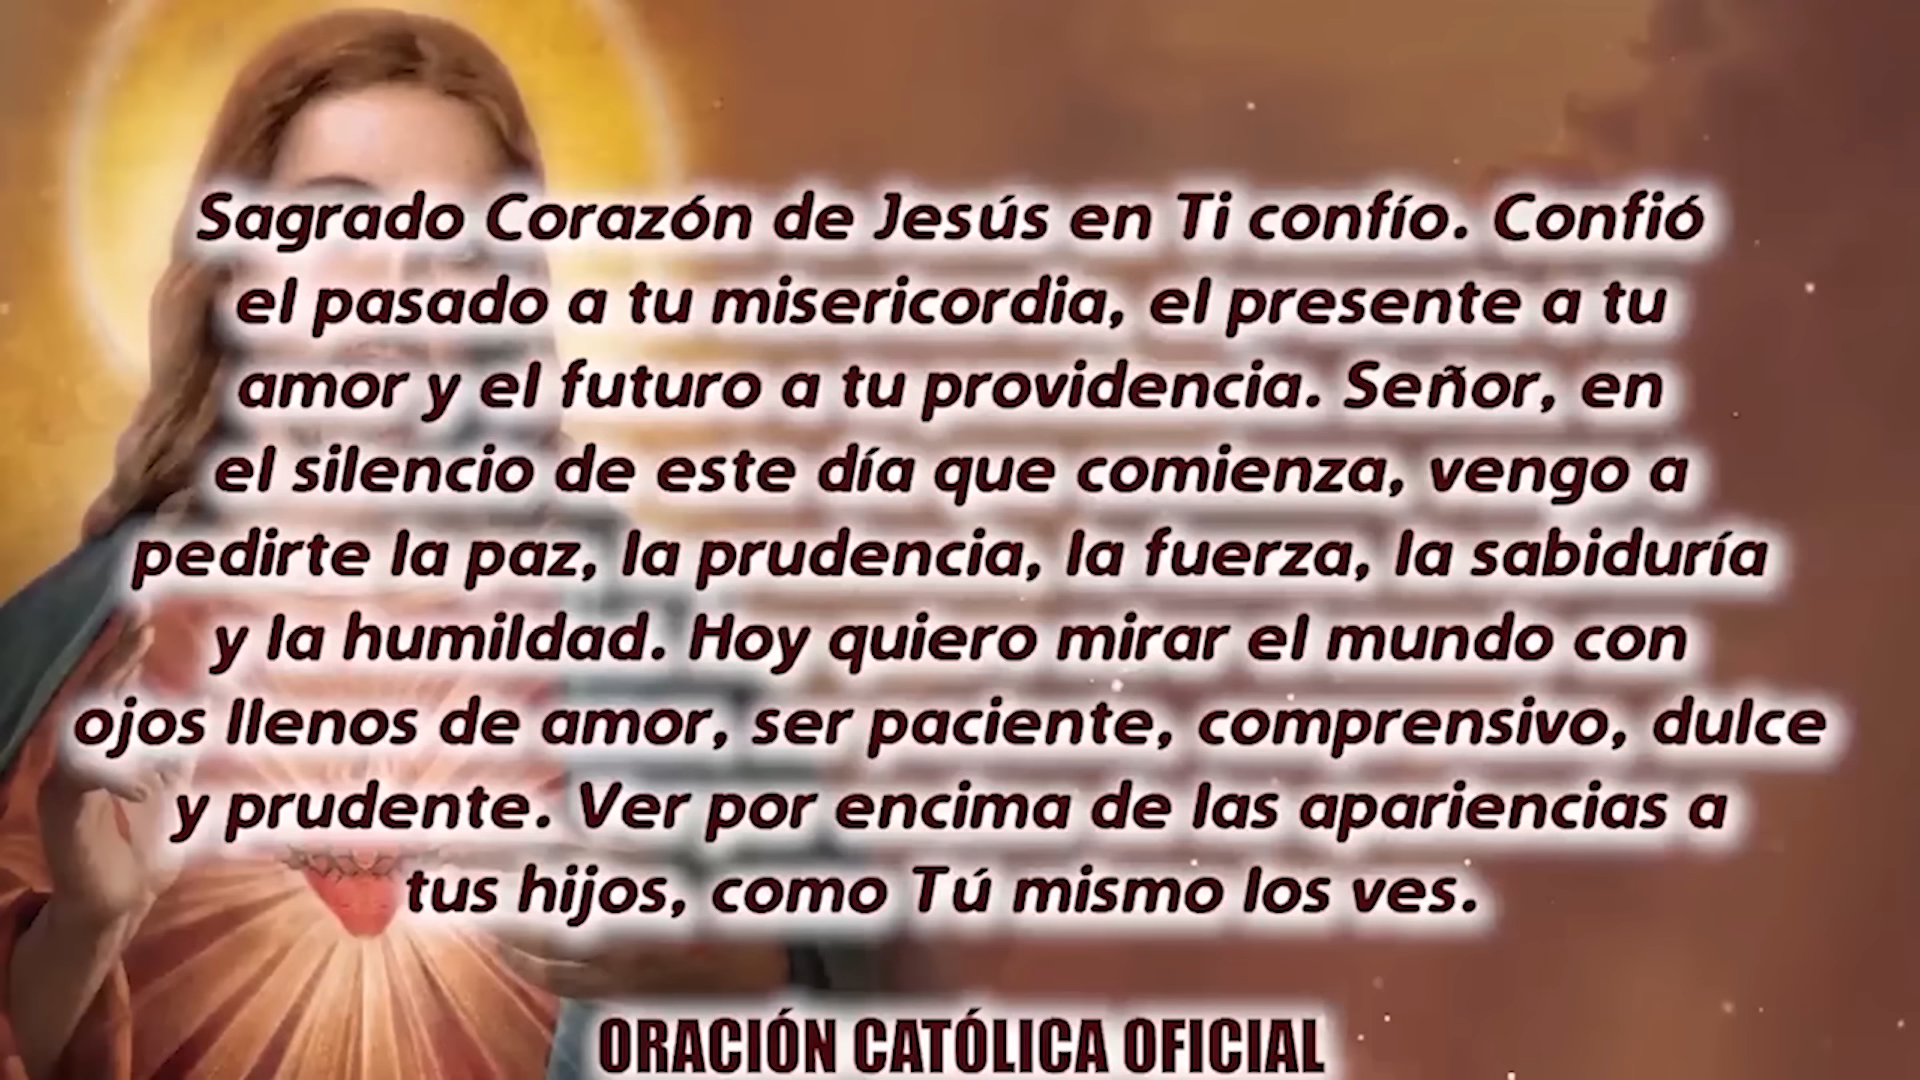 Sagrado Corazón de Jesús en Ti confío. Confió
el pasado a tu misericordia, el presente a tu
amor y el futuro a tu providencia. Señor, en
el silencio de este día que comienza, vengo a
pedirte la paz, la prudencia, la fuerza, la sabiduría
y la humildad. Hoy quiero mirar el mundo con
ojos llenos de amor, ser paciente, comprensivo, dulce
y prudente. Ver por encima de las apariencias a
tus hijos, como Tú mismo los ves.
ORACIÓN CATÓLICA OFICIAL